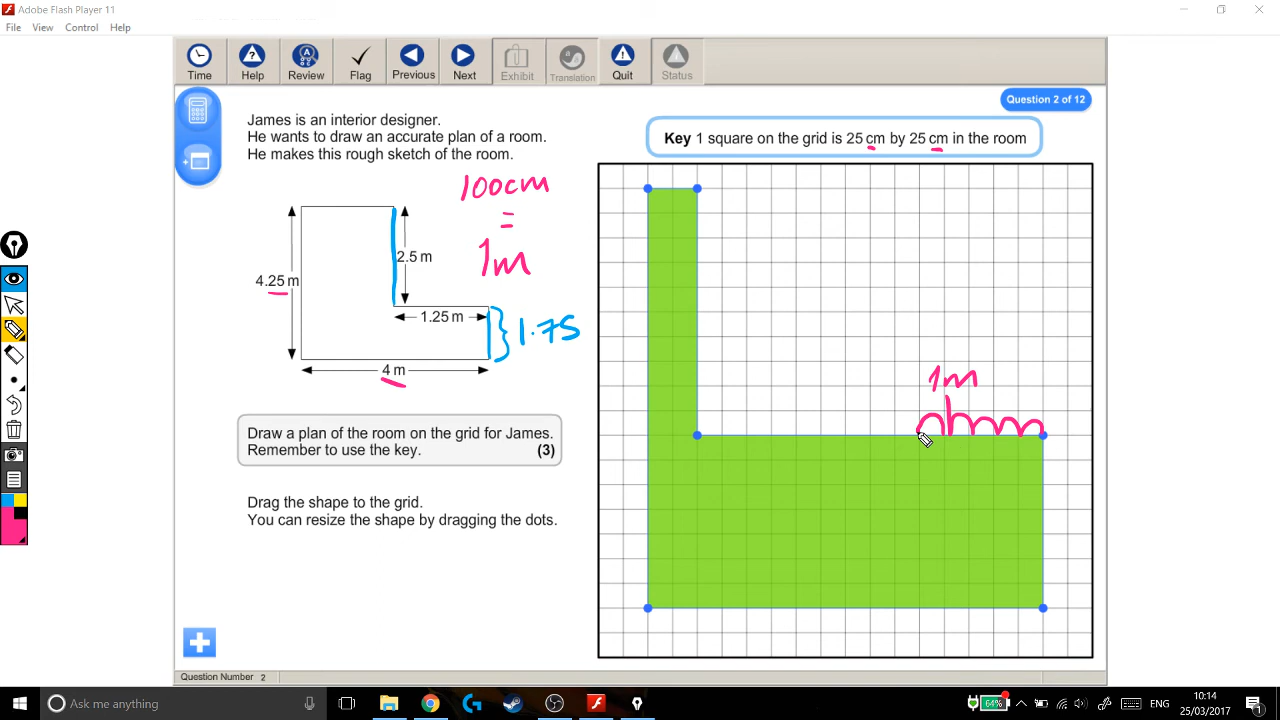 Adobe Flash Player 11
File View Control Help
Time Help Review Flag Previous Next Exhibit Translation Quit Status
Question 2 of 12
James is an interior designer.
He wants to draw an accurate plan of a room.
He makes this rough sketch of the room.
Key 1 square on the grid is 25 cm by 25 cm in the room
100cm
=
1m
2.5 m
4.25 m
1.25 m
1.75
4 m
1m
Draw a plan of the room on the grid for James.
Remember to use the key. (3)
Drag the shape to the grid.
You can resize the shape by dragging the dots.
Question Number 2
Ask me anything
64%
ENG
10:14
25/03/2017
1